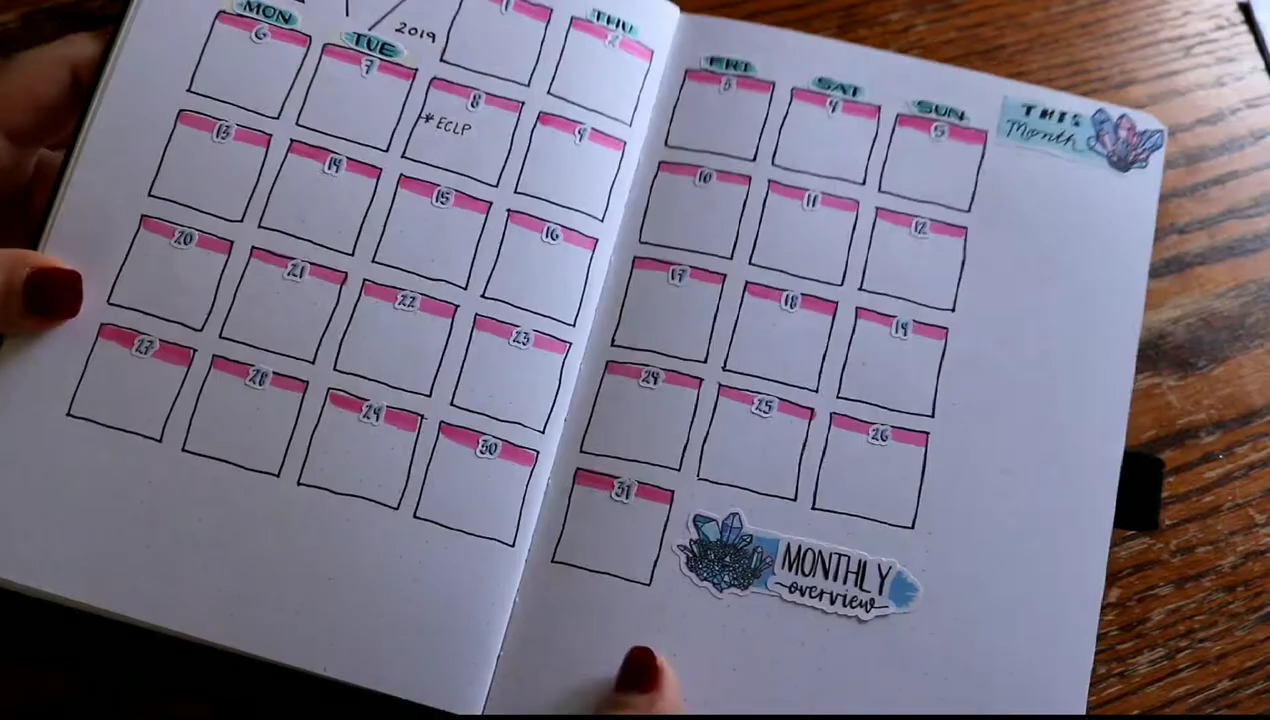 2019
MON TUE THU FRI SAT SUN
THIS
Month
1 2 3 4 5
6 7 8 9 10 11 12
*ECLP
13 14 15 16 17 18 19
20 21 22 23 24 25 26
27 28 29 30 31
MONTHLY
overview